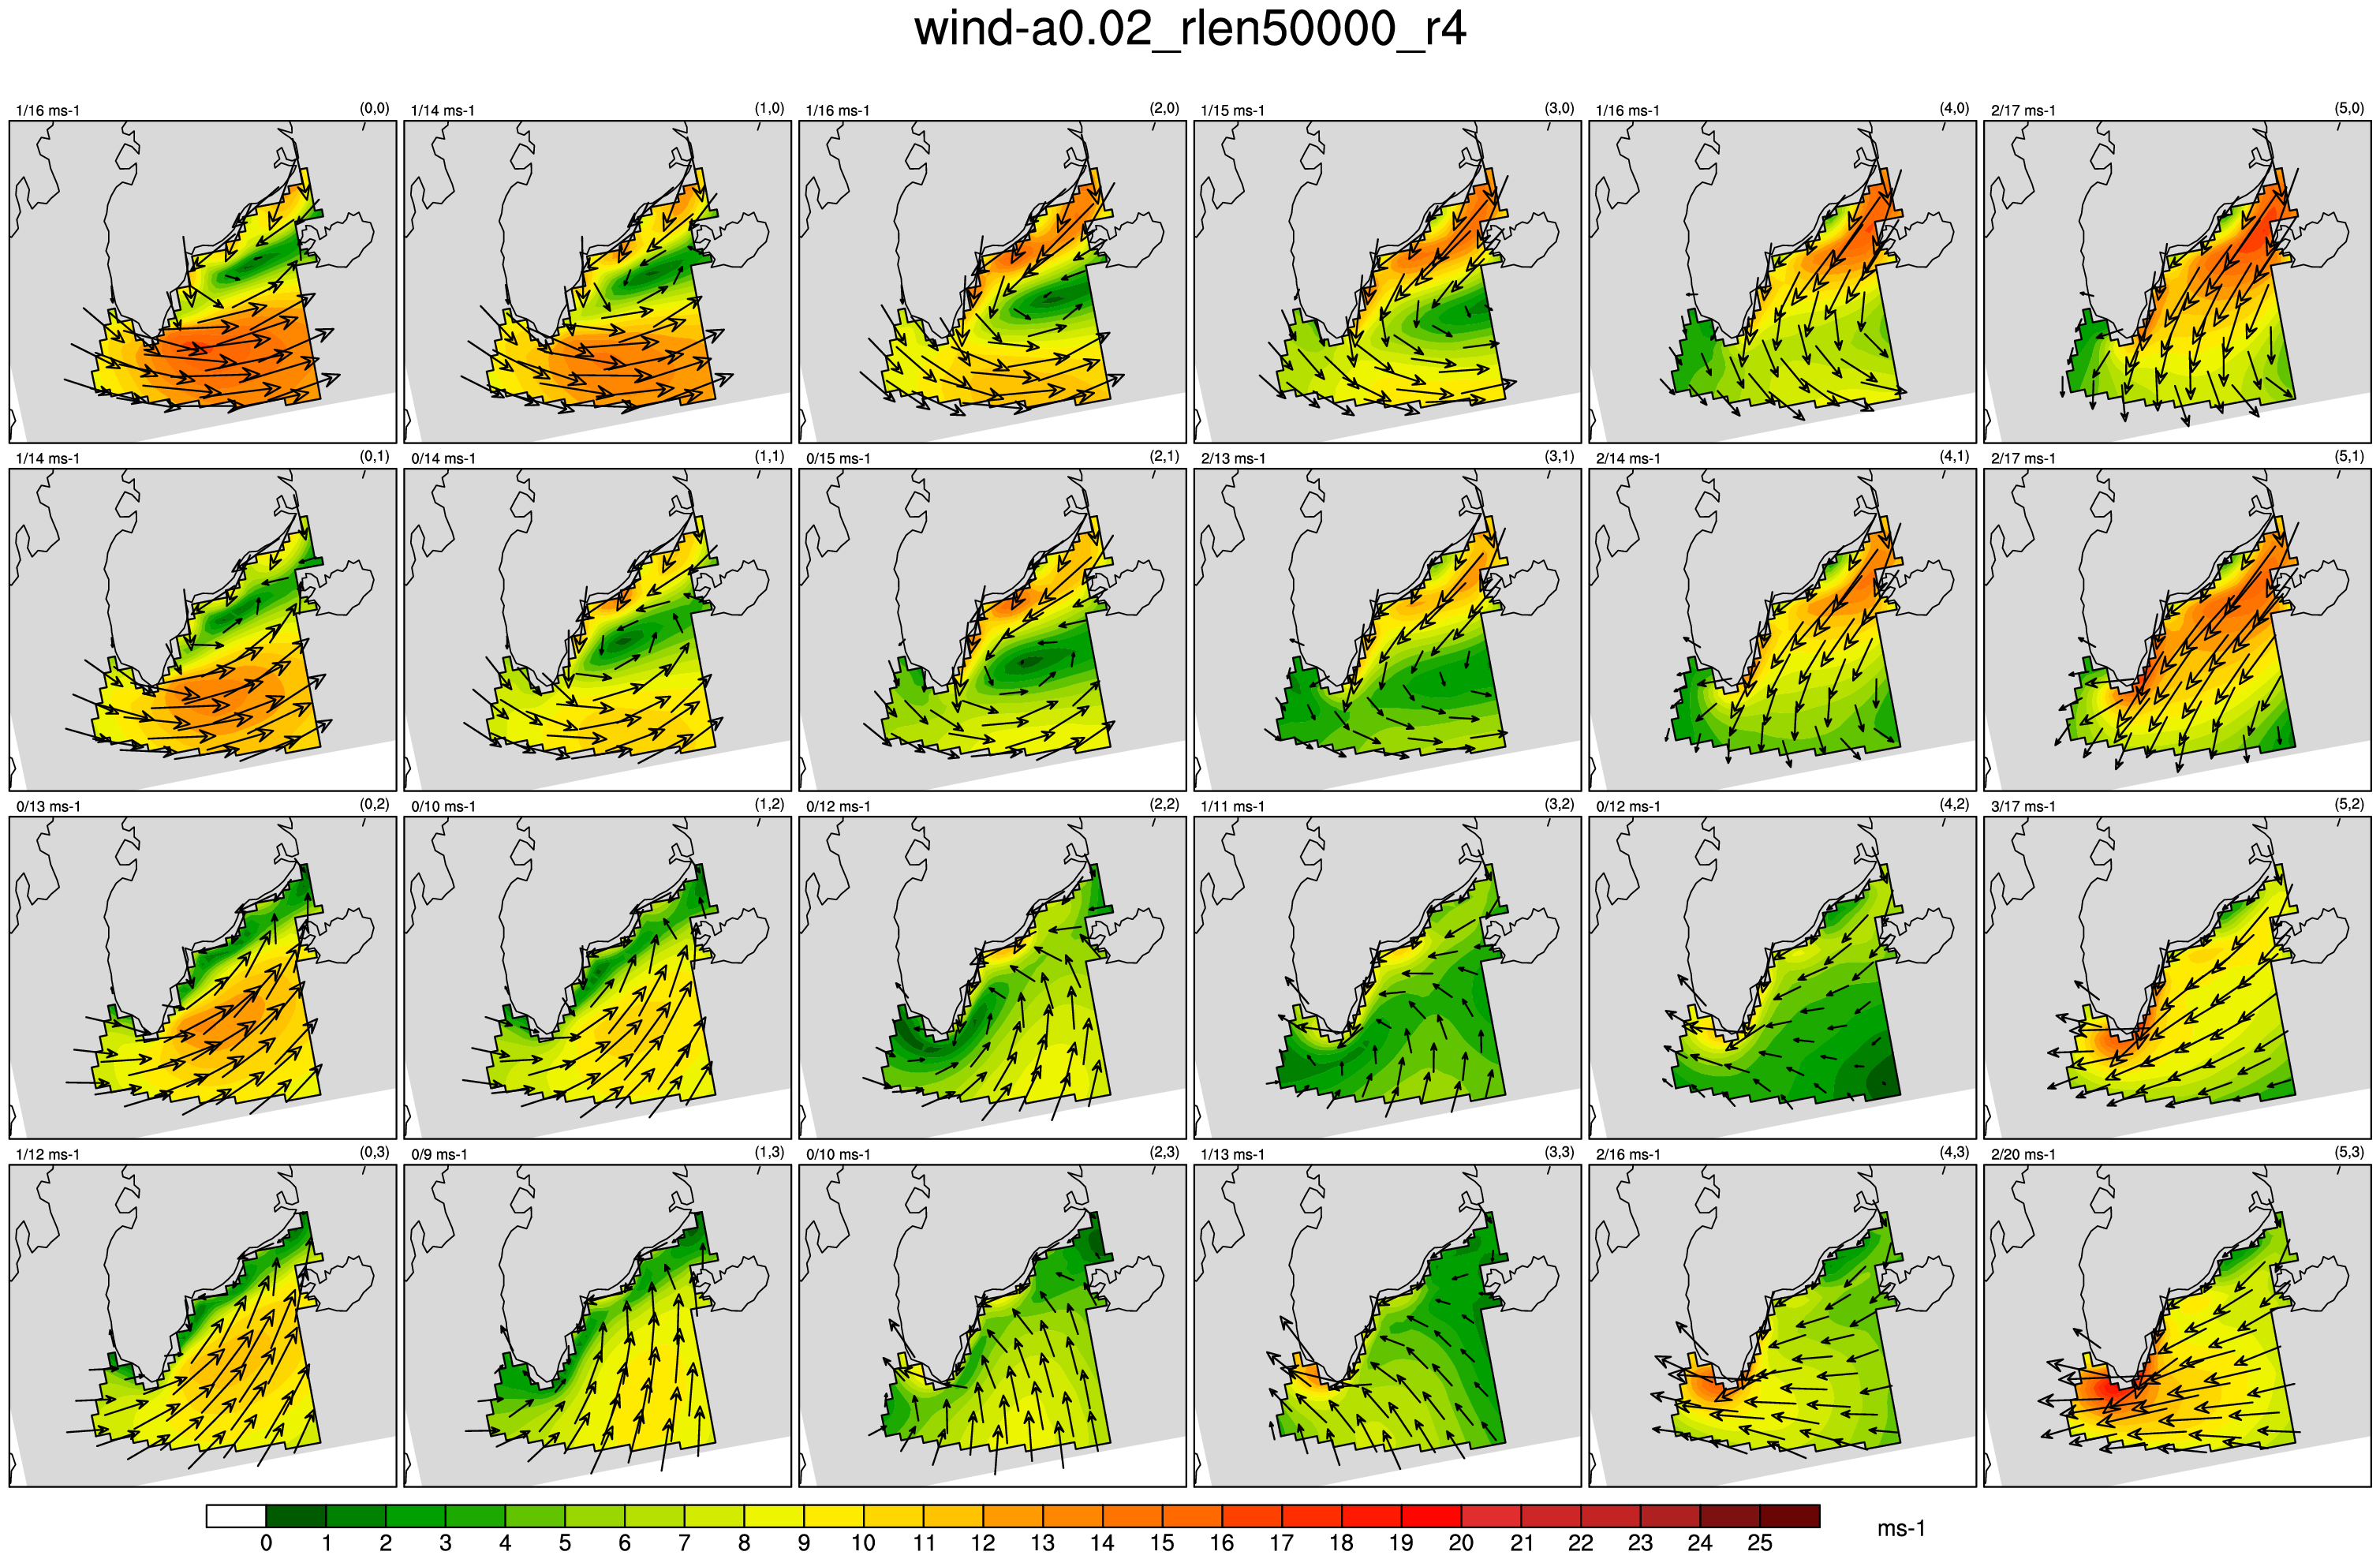 wind-a0.02_rlen50000_r4
1/16 ms-1 (0,0) 1/14 ms-1 (1,0) 1/16 ms-1 (2,0) 1/15 ms-1 (3,0) 1/16 ms-1 (4,0) 2/17 ms-1 (5,0)
1/14 ms-1 (0,1) 0/14 ms-1 (1,1) 0/15 ms-1 (2,1) 2/13 ms-1 (3,1) 2/14 ms-1 (4,1) 2/17 ms-1 (5,1)
0/13 ms-1 (0,2) 0/10 ms-1 (1,2) 0/12 ms-1 (2,2) 1/11 ms-1 (3,2) 0/12 ms-1 (4,2) 3/17 ms-1 (5,2)
1/12 ms-1 (0,3) 0/9 ms-1 (1,3) 0/10 ms-1 (2,3) 1/13 ms-1 (3,3) 2/16 ms-1 (4,3) 2/20 ms-1 (5,3)
0 1 2 3 4 5 6 7 8 9 10 11 12 13 14 15 16 17 18 19 20 21 22 23 24 25 ms-1